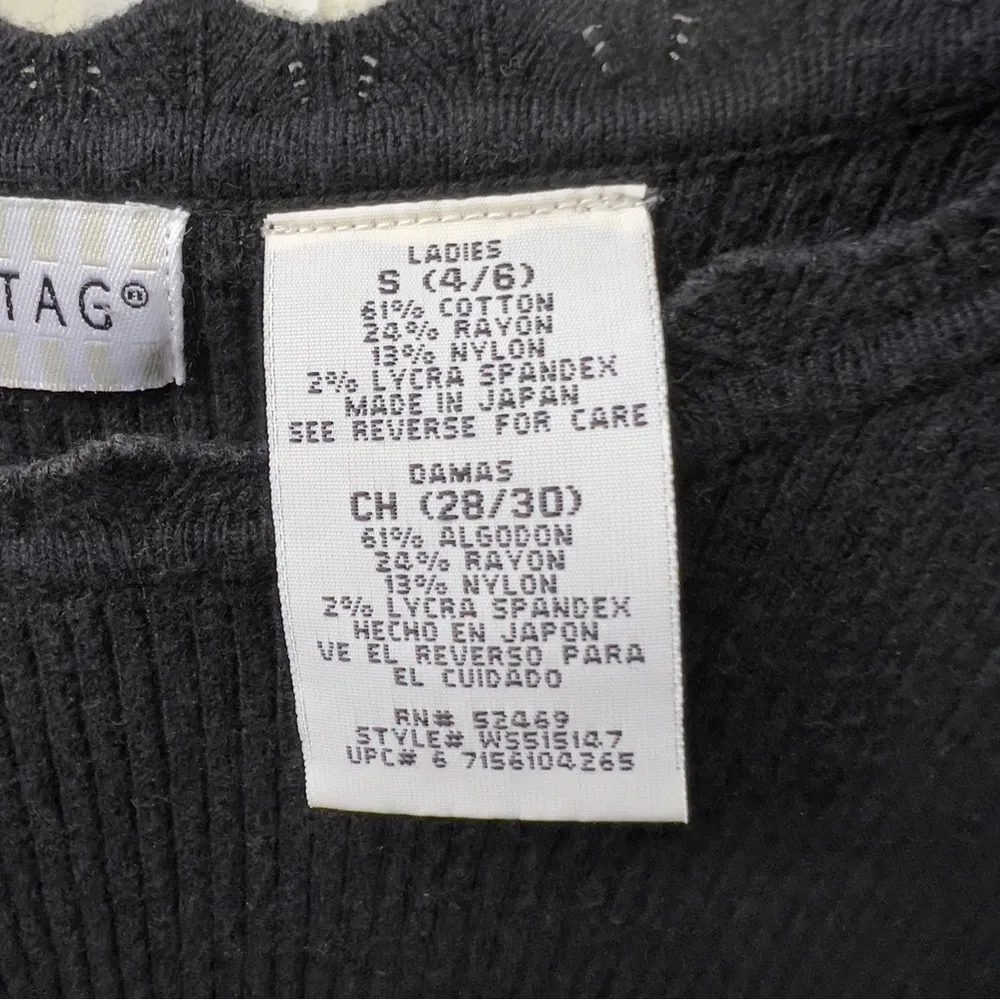 TAG®
LADIES
S (4/6)
61% COTTON
24% RAYON
13% NYLON
2% LYCRA SPANDEX
MADE IN JAPAN
SEE REVERSE FOR CARE
DAMAS
CH (28/30)
61% ALGODON
24% RAYON
13% NYLON
2% LYCRA SPANDEX
HECHO EN JAPON
VE EL REVERSO PARA
EL CUIDADO
RN# 52469
STYLE# WS515147
UPC# 6 7156104265